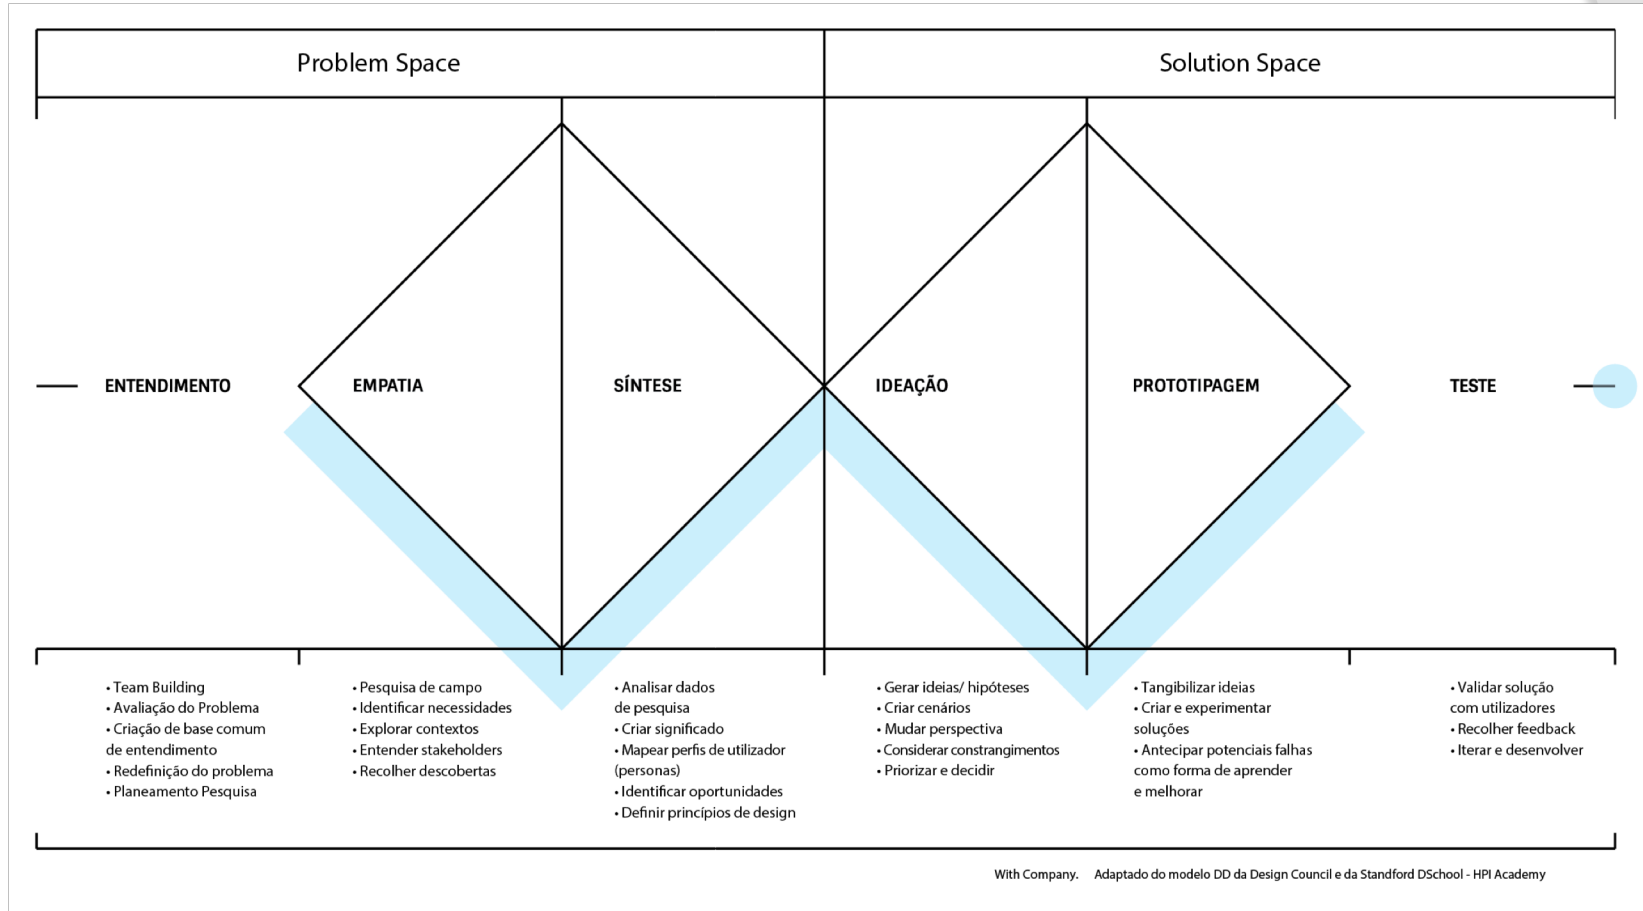 Problem Space
Solution Space
ENTENDIMENTO
EMPATIA
SÍNTESE
IDEAÇÃO
PROTOTIPAGEM
TESTE
• Team Building
• Avaliação do Problema
• Criação de base comum
de entendimento
• Redefinição do problema
• Planeamento Pesquisa
• Pesquisa de campo
• Identificar necessidades
• Explorar contextos
• Entender stakeholders
• Recolher descobertas
• Analisar dados
de pesquisa
• Criar significado
• Mapear perfis de utilizador
(personas)
• Identificar oportunidades
• Definir princípios de design
• Gerar ideias/ hipóteses
• Criar cenários
• Mudar perspectiva
• Considerar constrangimentos
• Priorizar e decidir
• Tangibilizar ideias
• Criar e experimentar
soluções
• Antecipar potenciais falhas
como forma de aprender
e melhorar
• Validar solução
com utilizadores
• Recolher feedback
• Iterar e desenvolver
With Company. Adaptado do modelo DD da Design Council e da Standford DSchool - HPI Academy